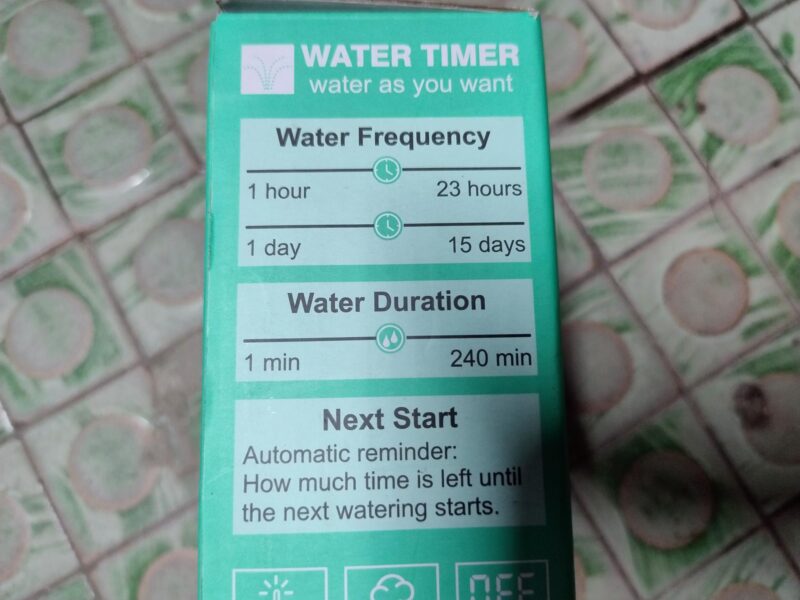 WATER TIMER
water as you want
Water Frequency
1 hour 23 hours
1 day 15 days
Water Duration
1 min 240 min
Next Start
Automatic reminder:
How much time is left until
the next watering starts.
OFF